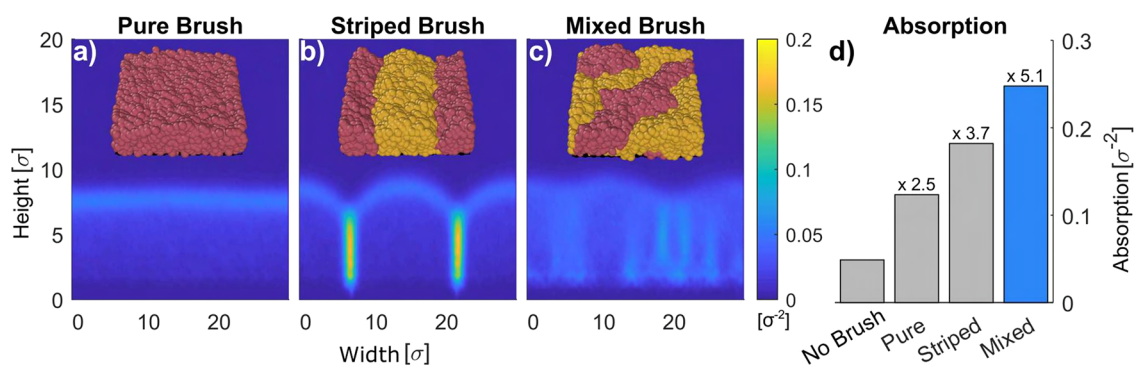 Pure Brush
Striped Brush
Mixed Brush
Absorption
a)
b)
c)
d)
Height [σ]
20
15
10
5
0
0 10 20
0 10 20
0 10 20
Width [σ]
0.2
0.15
0.1
0.05
0
[σ⁻²]
x 2.5
x 3.7
x 5.1
No Brush
Pure
Striped
Mixed
0.3
0.2
0.1
0
Absorption [σ⁻²]